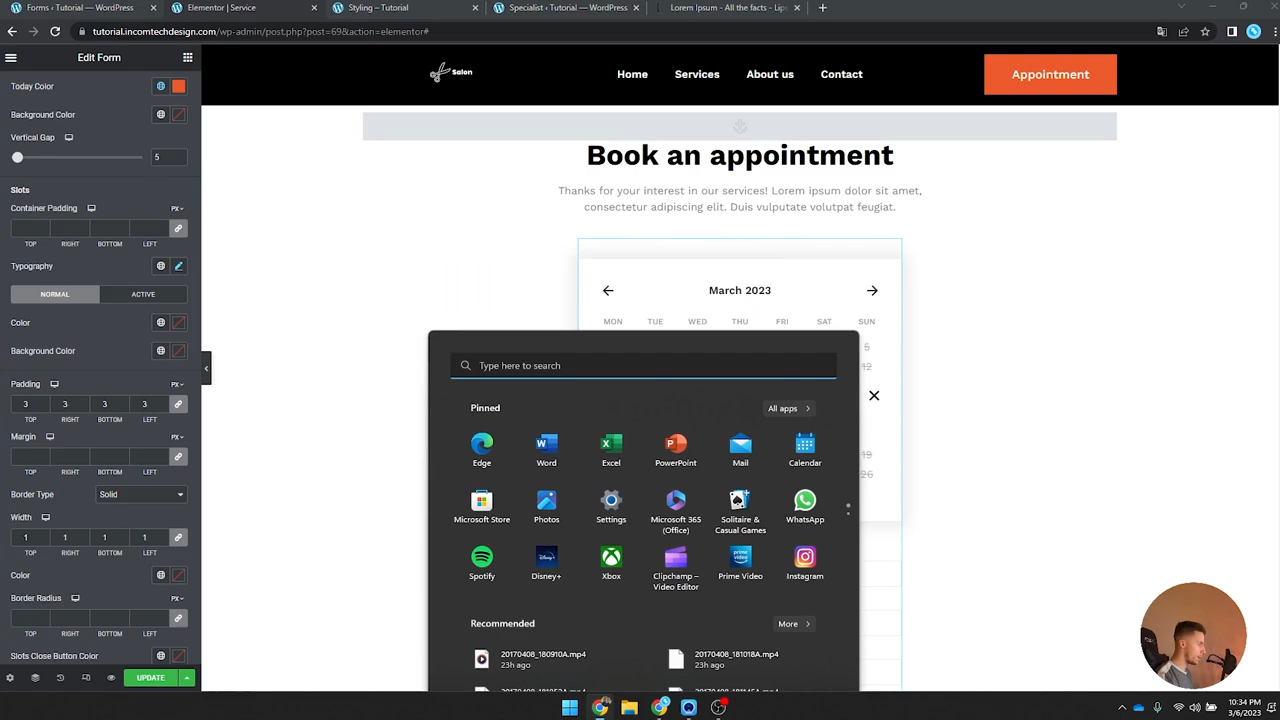 Forms ‹ Tutorial — WordPress
Elementor | Service
Styling – Tutorial
Specialist ‹ Tutorial — WordPress
Lorem Ipsum - All the facts - Lip
tutorial.incomtechdesign.com/wp-admin/post.php?post=69&action=elementor#
Edit Form
Salon
Home
Services
About us
Contact
Appointment
Today Color
Background Color
Vertical Gap
5
Slots
Container Padding
PX
TOP
RIGHT
BOTTOM
LEFT
Typography
NORMAL
ACTIVE
Color
Background Color
Padding
PX
3
3
3
3
TOP
RIGHT
BOTTOM
LEFT
Margin
PX
TOP
RIGHT
BOTTOM
LEFT
Border Type
Solid
Width
1
1
1
TOP
RIGHT
BOTTOM
LEFT
Color
Border Radius
PX
TOP
RIGHT
BOTTOM
LEFT
Slots Close Button Color
UPDATE
Book an appointment
Thanks for your interest in our services! Lorem ipsum dolor sit amet,
consectetur adipiscing elit. Duis vulputate volutpat feugiat.
March 2023
MON
TUE
WED
THU
FRI
SAT
SUN
5
12
19
26
Type here to search
Pinned
All apps
Edge
Word
Excel
PowerPoint
Mail
Calendar
Microsoft Store
Photos
Settings
Microsoft 365
(Office)
Solitaire &
Casual Games
WhatsApp
Spotify
Disney+
Xbox
Clipchamp –
Video Editor
Prime Video
Instagram
Recommended
More
20170408_180910A.mp4
23h ago
20170408_181018A.mp4
23h ago
10:34 PM
3/6/2023